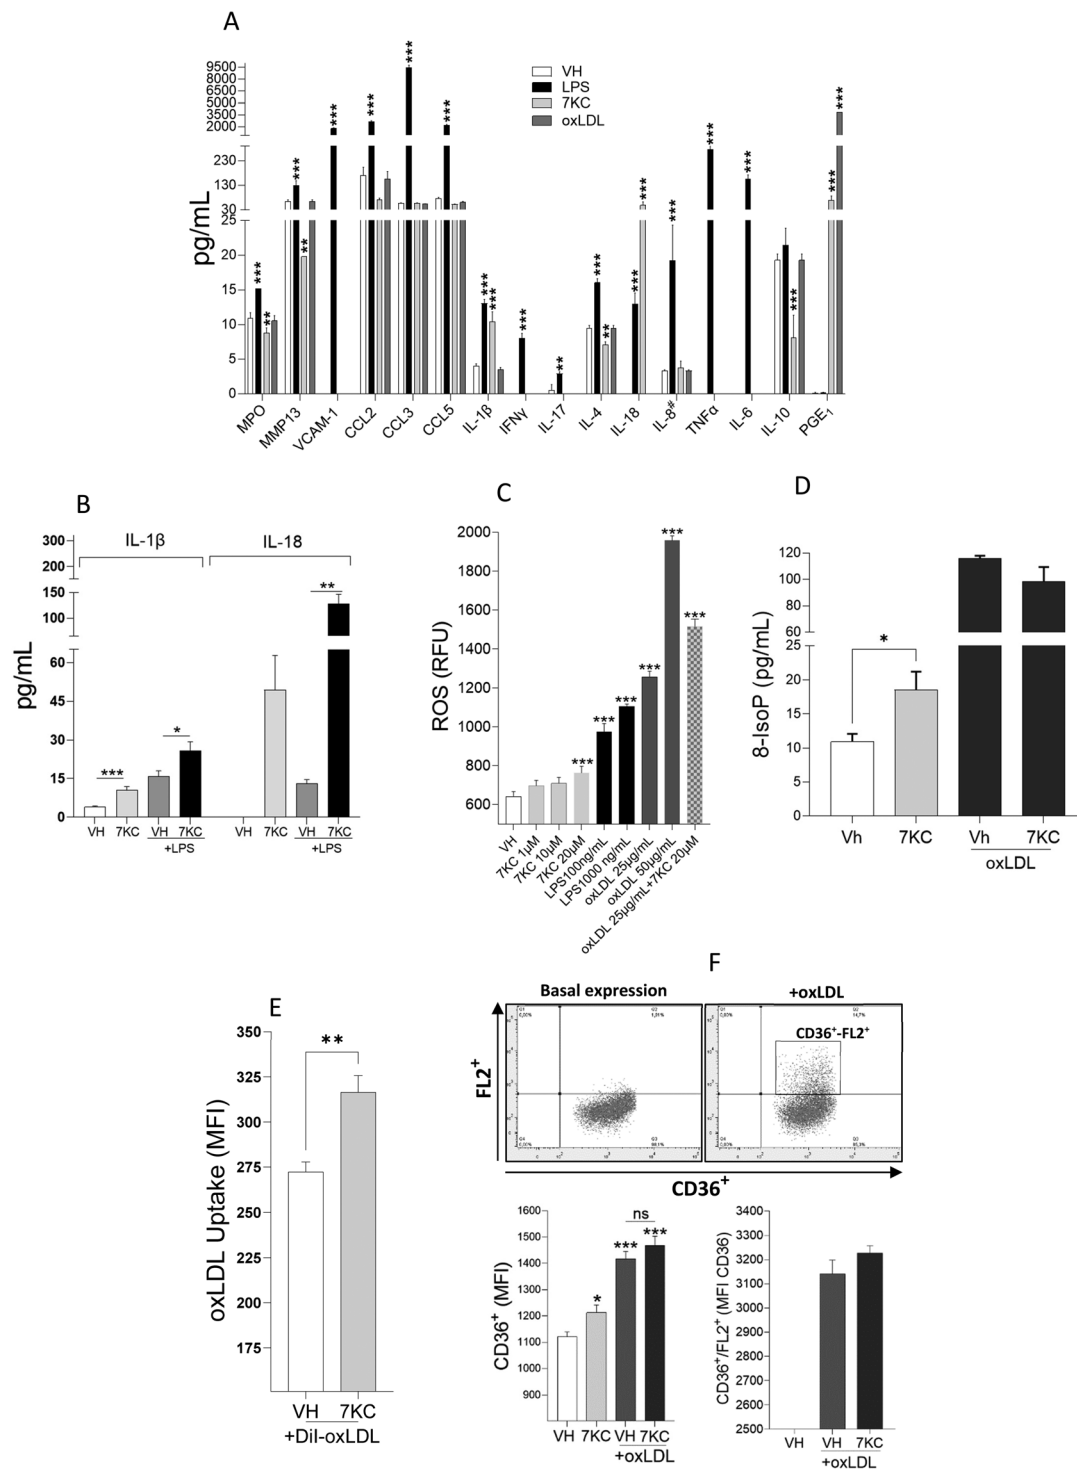 A
pg/mL
9500
8000
6500
5000
3500
2000
230
130
30
25
20
15
10
5
0
VH
LPS
7KC
oxLDL
***
**
***
**
***
***
***
***
***
***
***
**
***
**
***
***
***
***
***
***
***
***
MPO
MMP13
VCAM-1
CCL2
CCL3
CCL5
IL-1β
IFNγ
IL-17
IL-4
IL-18
IL-8#
TNFα
IL-6
IL-10
PGE1
B
IL-1β
IL-18
pg/mL
300
200
150
100
60
45
30
15
0
***
*
**
VH
7KC
VH
7KC
+LPS
VH
7KC
VH
7KC
+LPS
C
ROS (RFU)
2000
1800
1600
1400
1200
1000
800
600
***
***
***
***
***
***
VH
7KC 1µM
7KC 10µM
7KC 20µM
LPS100ng/mL
LPS1000 ng/mL
oxLDL 25µg/mL
oxLDL 50µg/mL
oxLDL 25µg/mL+7KC 20µM
D
8-IsoP (pg/mL)
120
100
80
60
25
20
15
10
5
0
*
Vh
7KC
Vh
7KC
oxLDL
E
oxLDL Uptake (MFI)
350
325
300
275
250
225
200
175
**
VH
7KC
+Dil-oxLDL
F
Basal expression
+oxLDL
FL2+
CD36+-FL2+
CD36+
CD36+ (MFI)
1600
1500
1400
1300
1200
1100
1000
900
*
***
ns
***
VH
7KC
VH
7KC
+oxLDL
CD36+/FL2+ (MFI CD36)
3400
3300
3200
3100
3000
2900
2800
2700
2600
2500
VH
VH
7KC
+oxLDL